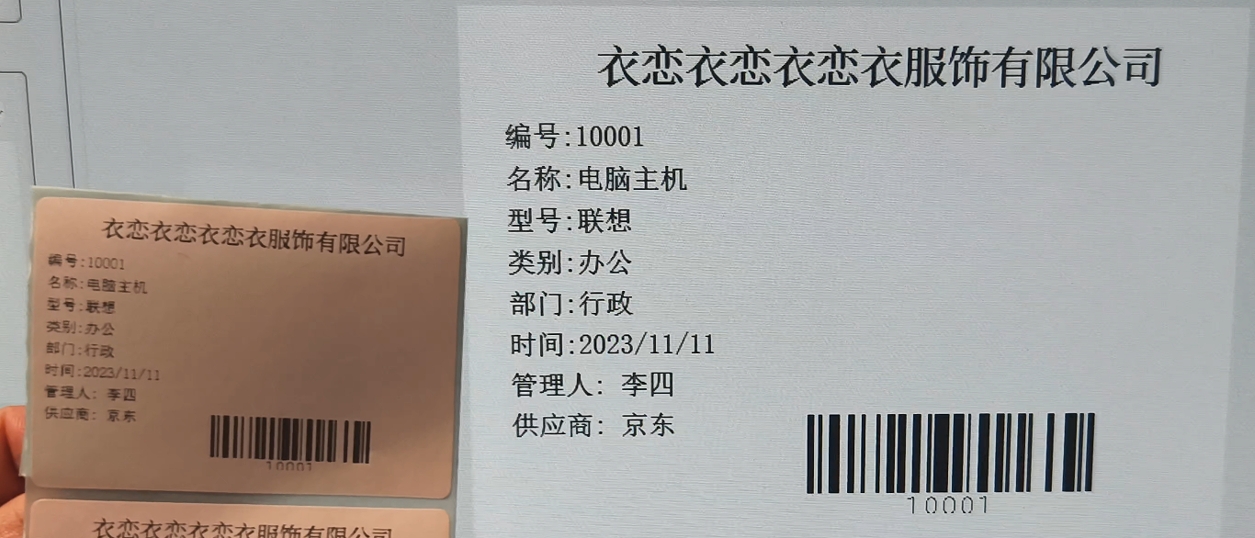 衣恋衣恋衣恋衣服饰有限公司
编号:10001
名称:电脑主机
型号:联想
类别:办公
部门:行政
时间:2023/11/11
管理人: 李四
供应商: 京东
10001
衣恋衣恋衣恋衣服饰有限公司
编号:10001
名称:电脑主机
型号:联想
类别:办公
部门:行政
时间:2023/11/11
管理人: 李四
供应商: 京东
10001
衣恋衣恋衣恋衣服饰有限公司